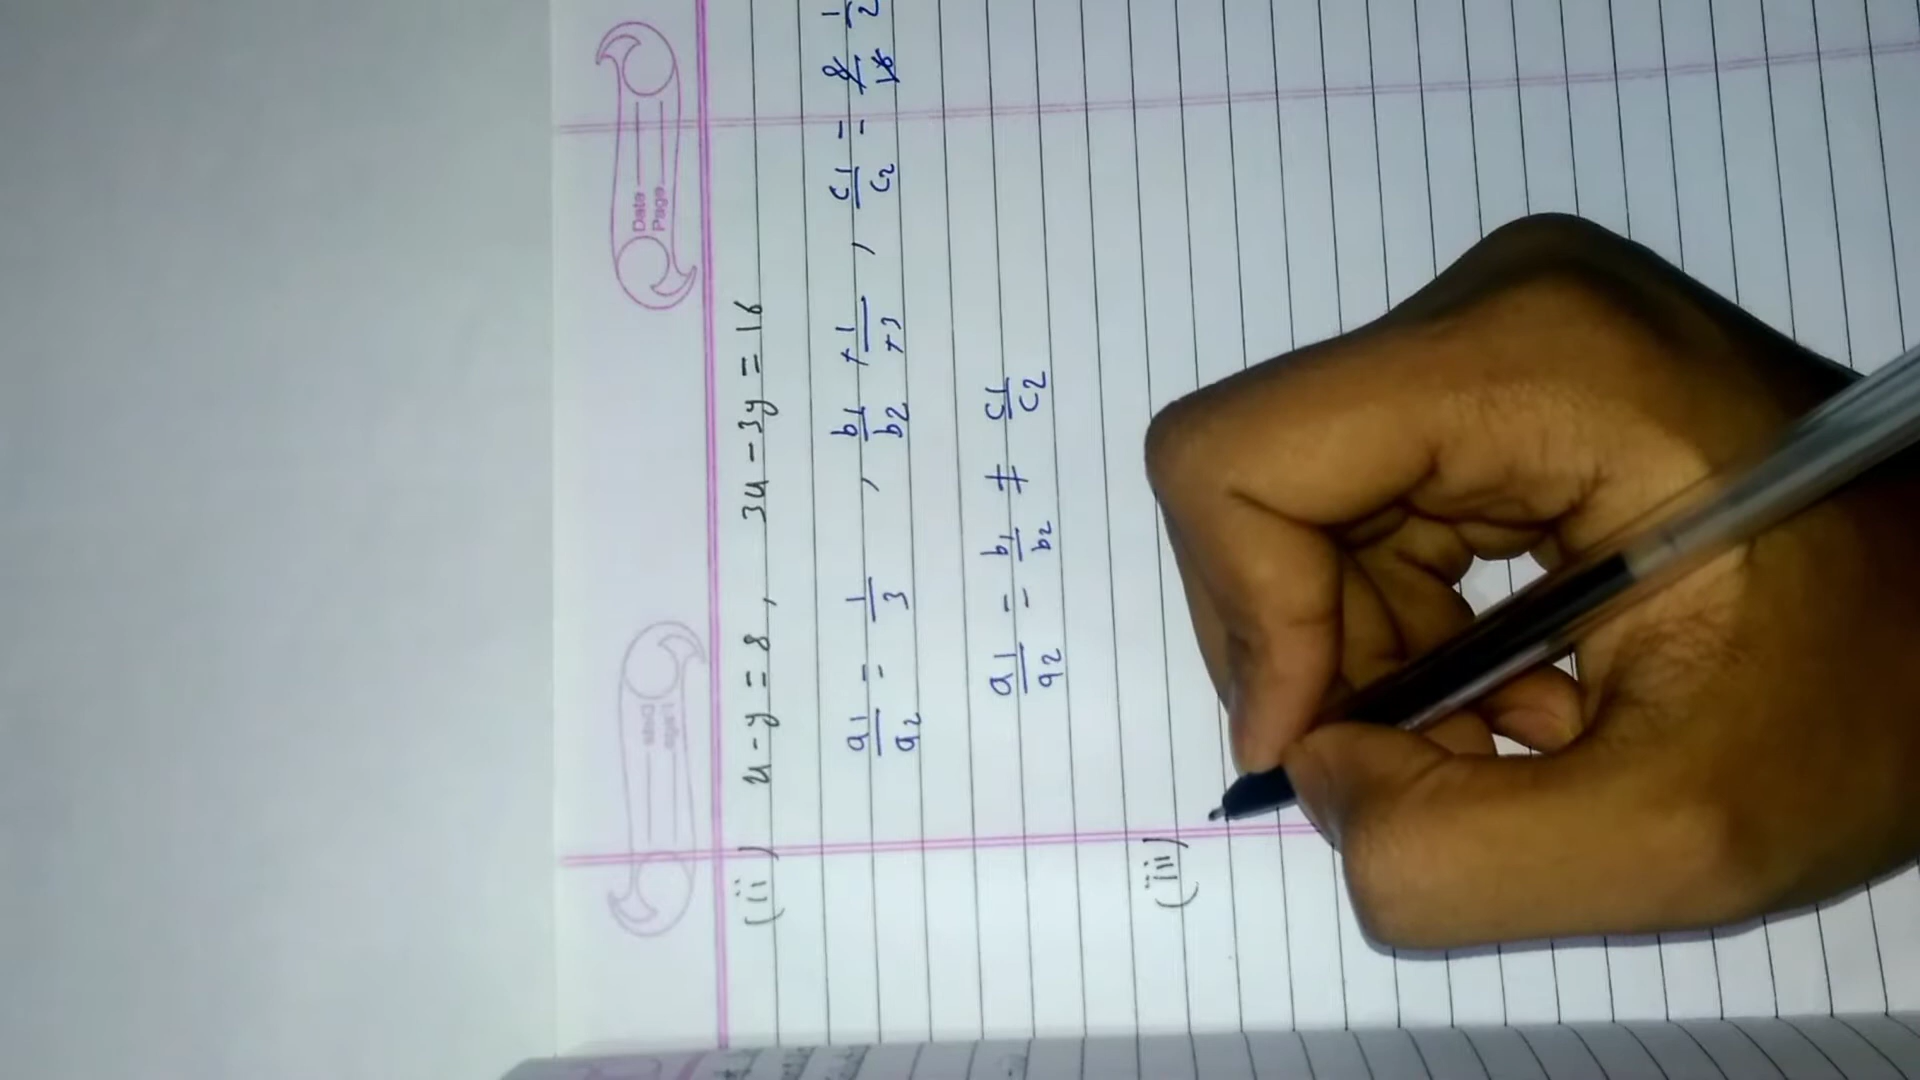 Date
Page
(ii) x - y = 8, 3x - 3y = 16
a1/a2 = 1/3, b1/b2 +1/+3, c1/c2 = 8/16 1/2
a1/a2 = b1/b2 ≠ c1/c2
(iii)